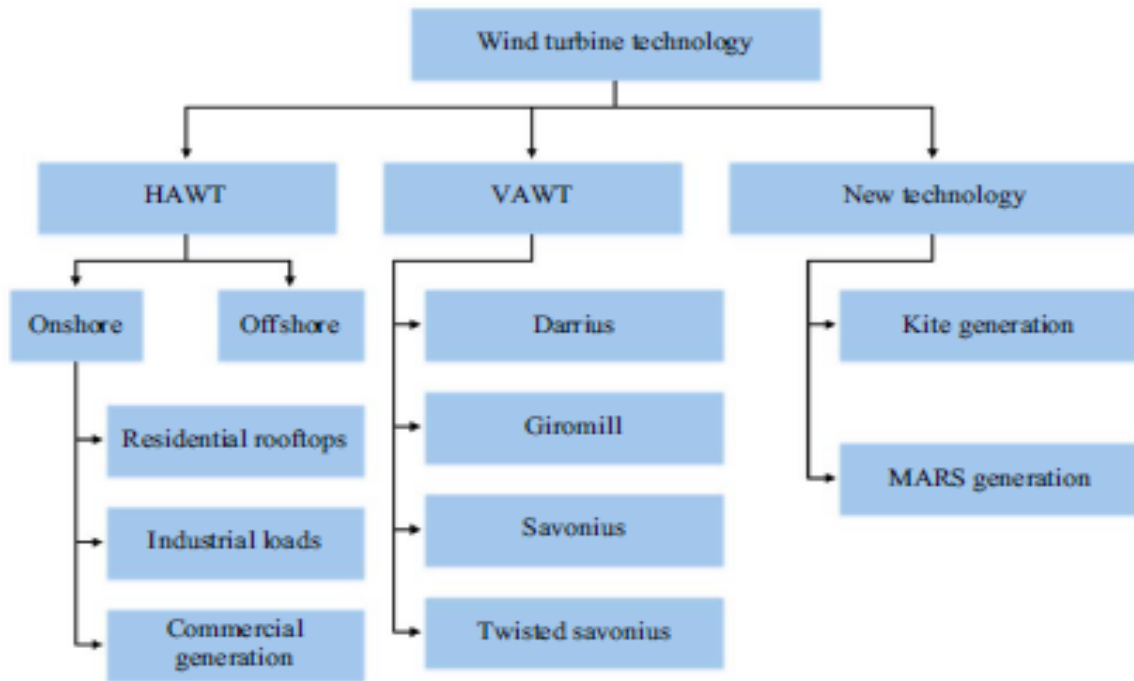 Wind turbine technology
HAWT
VAWT
New technology
Onshore
Offshore
Darrius
Kite generation
Residential rooftops
Giromill
MARS generation
Industrial loads
Savonius
Commercial
generation
Twisted savonius